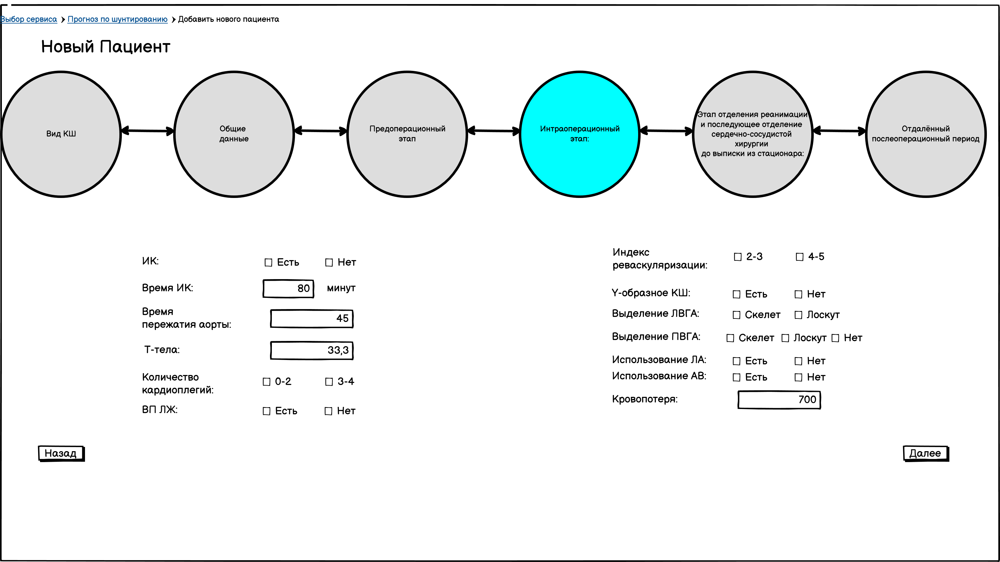 Выбор сервиса
Прогноз по шунтированию
Добавить нового пациента
Новый Пациент
Вид КШ
Общие
данные
Предоперационный
этап
Интраоперационный
этап:
Этап отделения реанимации
и последующее отделение
сердечно-сосудистой
хирургии
до выписки из стационара:
Отдалённый
послеоперационный период
ИК:
Есть
Нет
Время ИК:
80
минут
Время
пережатия аорты:
45
Т-тела:
33,3
Количество
кардиоплегий:
0-2
3-4
ВП ЛЖ:
Есть
Нет
Индекс
реваскуляризации:
2-3
4-5
Y-образное КШ:
Есть
Нет
Выделение ЛВГА:
Скелет
Лоскут
Выделение ПВГА:
Скелет
Лоскут
Нет
Использование ЛА:
Есть
Нет
Использование АВ:
Есть
Нет
Кровопотеря:
700
Назад
Далее